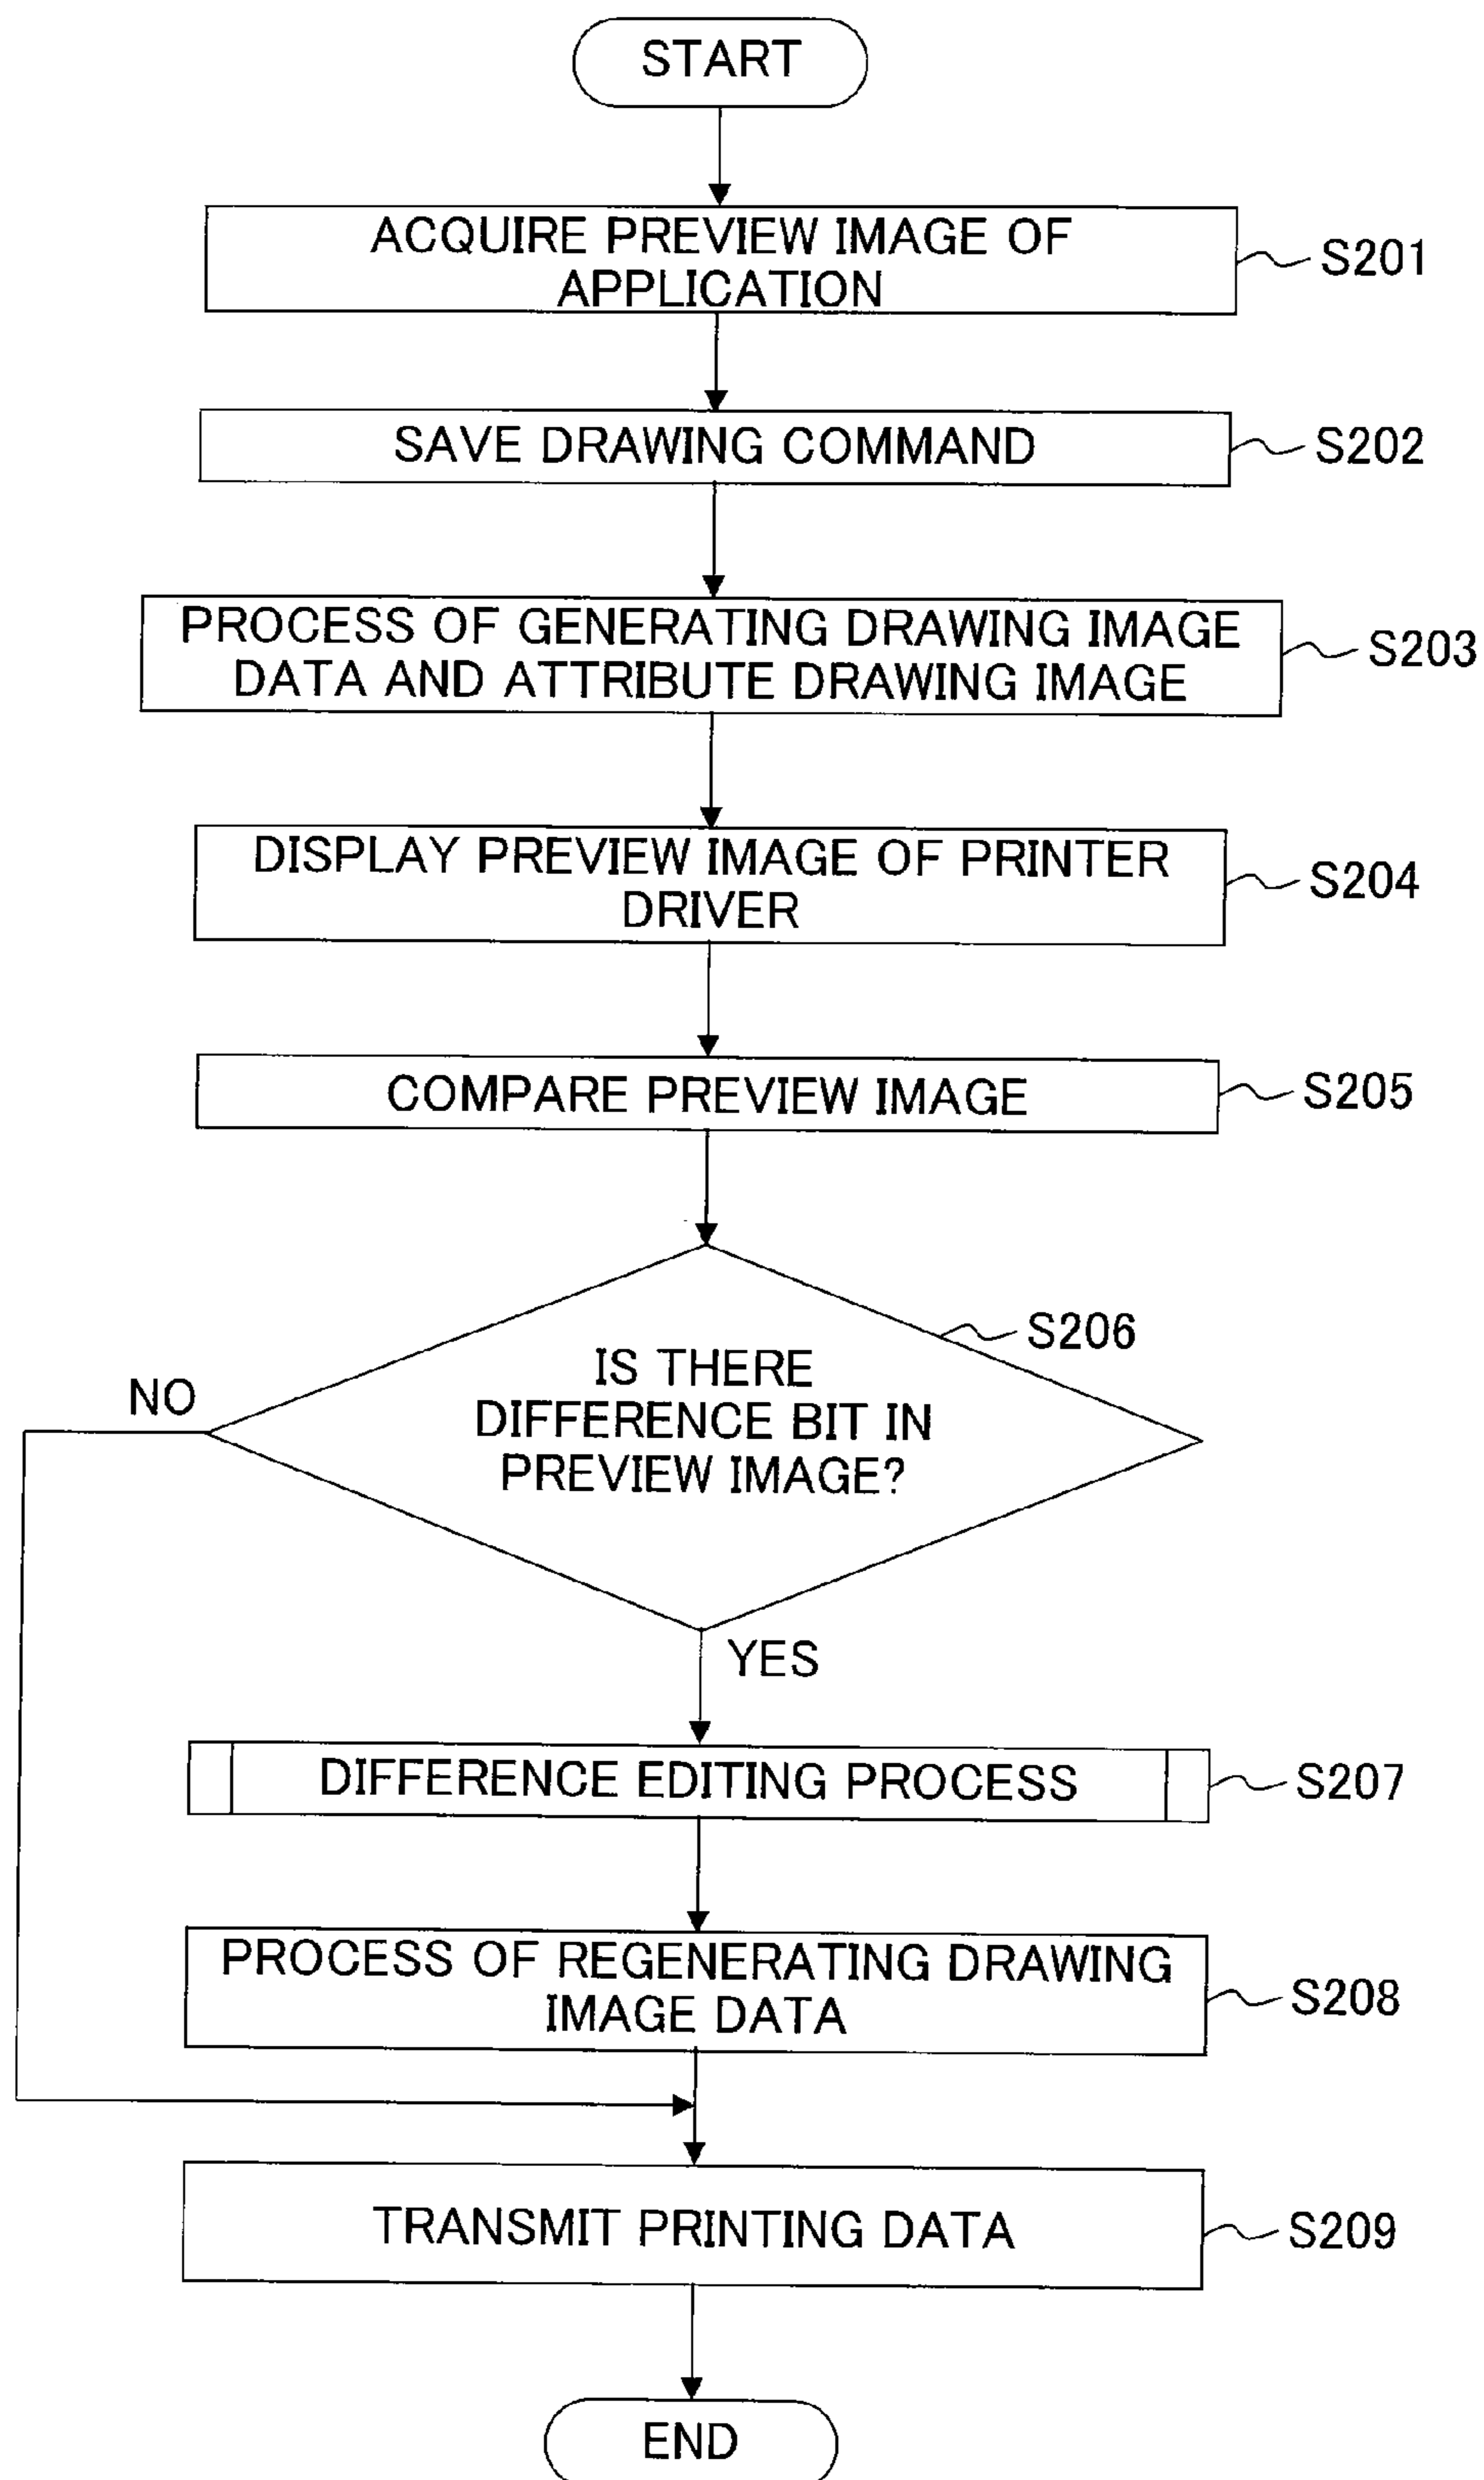 START
ACQUIRE PREVIEW IMAGE OF
APPLICATION
S201
SAVE DRAWING COMMAND
S202
PROCESS OF GENERATING DRAWING IMAGE
DATA AND ATTRIBUTE DRAWING IMAGE
S203
DISPLAY PREVIEW IMAGE OF PRINTER
DRIVER
S204
COMPARE PREVIEW IMAGE
S205
S206
IS THERE
DIFFERENCE BIT IN
PREVIEW IMAGE?
NO
YES
DIFFERENCE EDITING PROCESS
S207
PROCESS OF REGENERATING DRAWING
IMAGE DATA
S208
TRANSMIT PRINTING DATA
S209
END